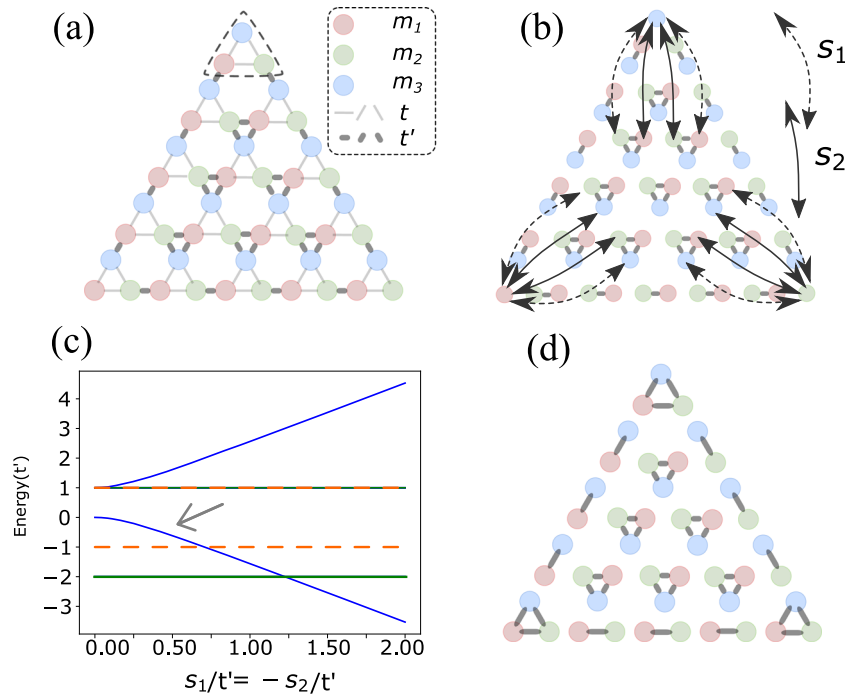 (a)
m₁
m₂
m₃
t
t'
(b)
s₁
s₂
(c)
Energy(t')
4
3
2
1
0
−1
−2
−3
0.00 0.50 1.00 1.50 2.00
s₁/t'= −s₂/t'
(d)